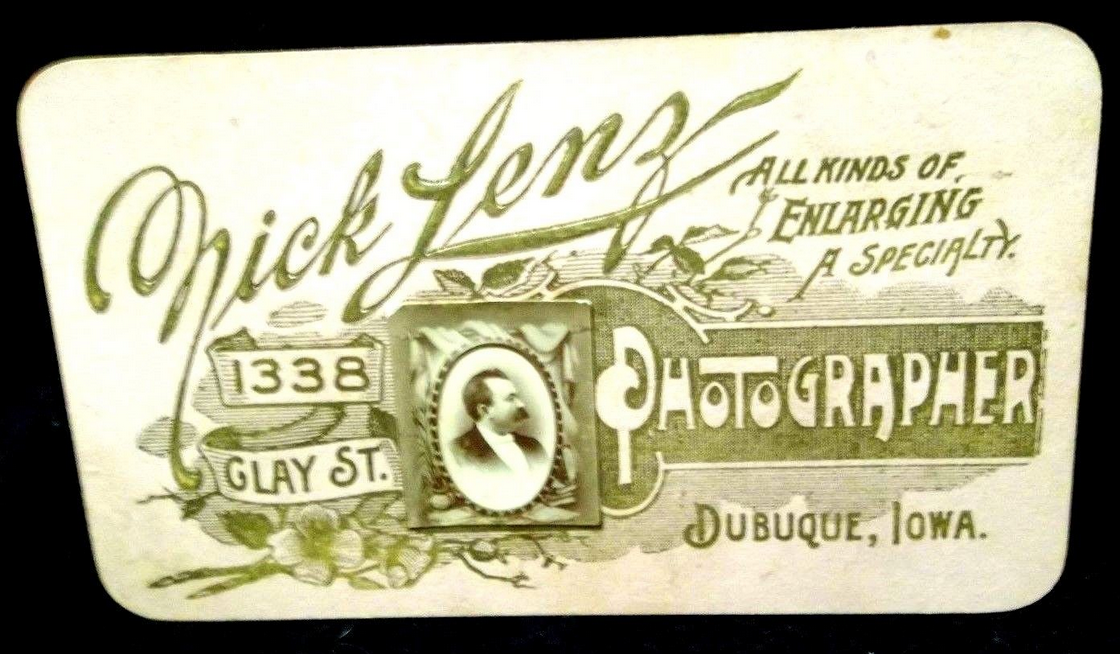 Nick Lenz
ALL KINDS OF
ENLARGING
A SPECIALTY.
1338
CLAY ST.
PHOTOGRAPHER
DUBUQUE, IOWA.